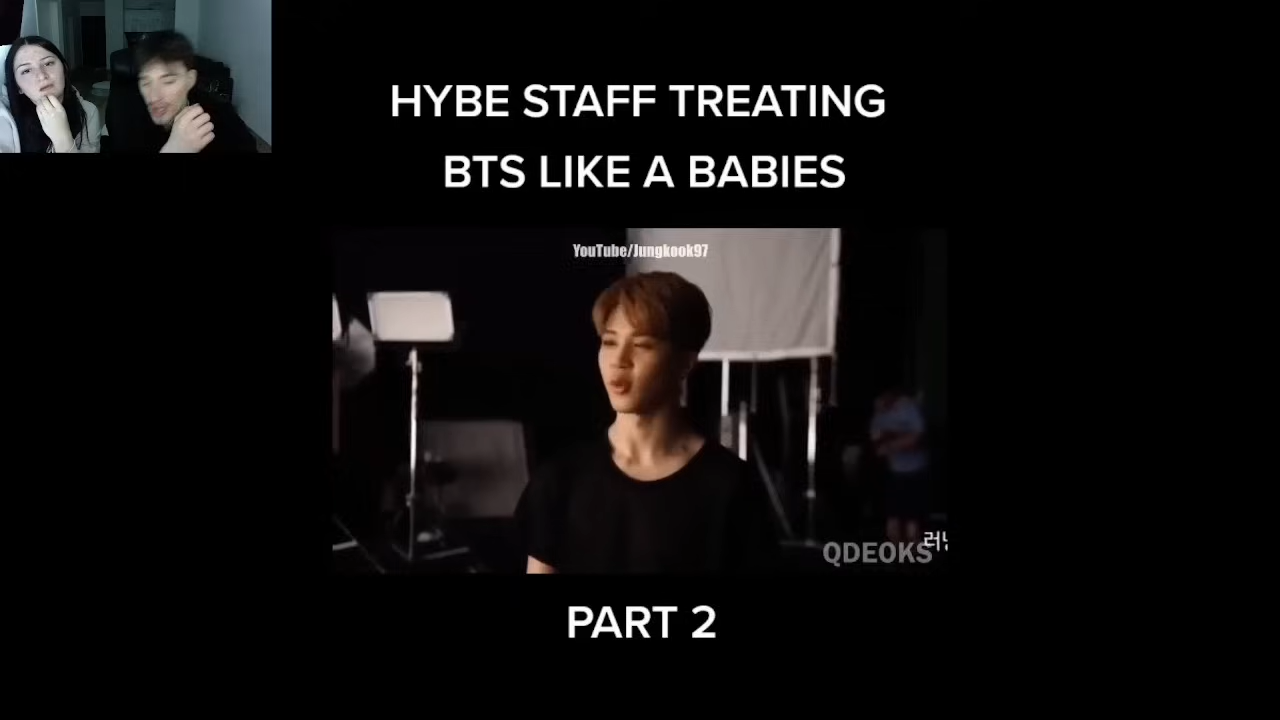 HYBE STAFF TREATING
BTS LIKE A BABIES
YouTube/Jungkook97
QDEOKS
PART 2